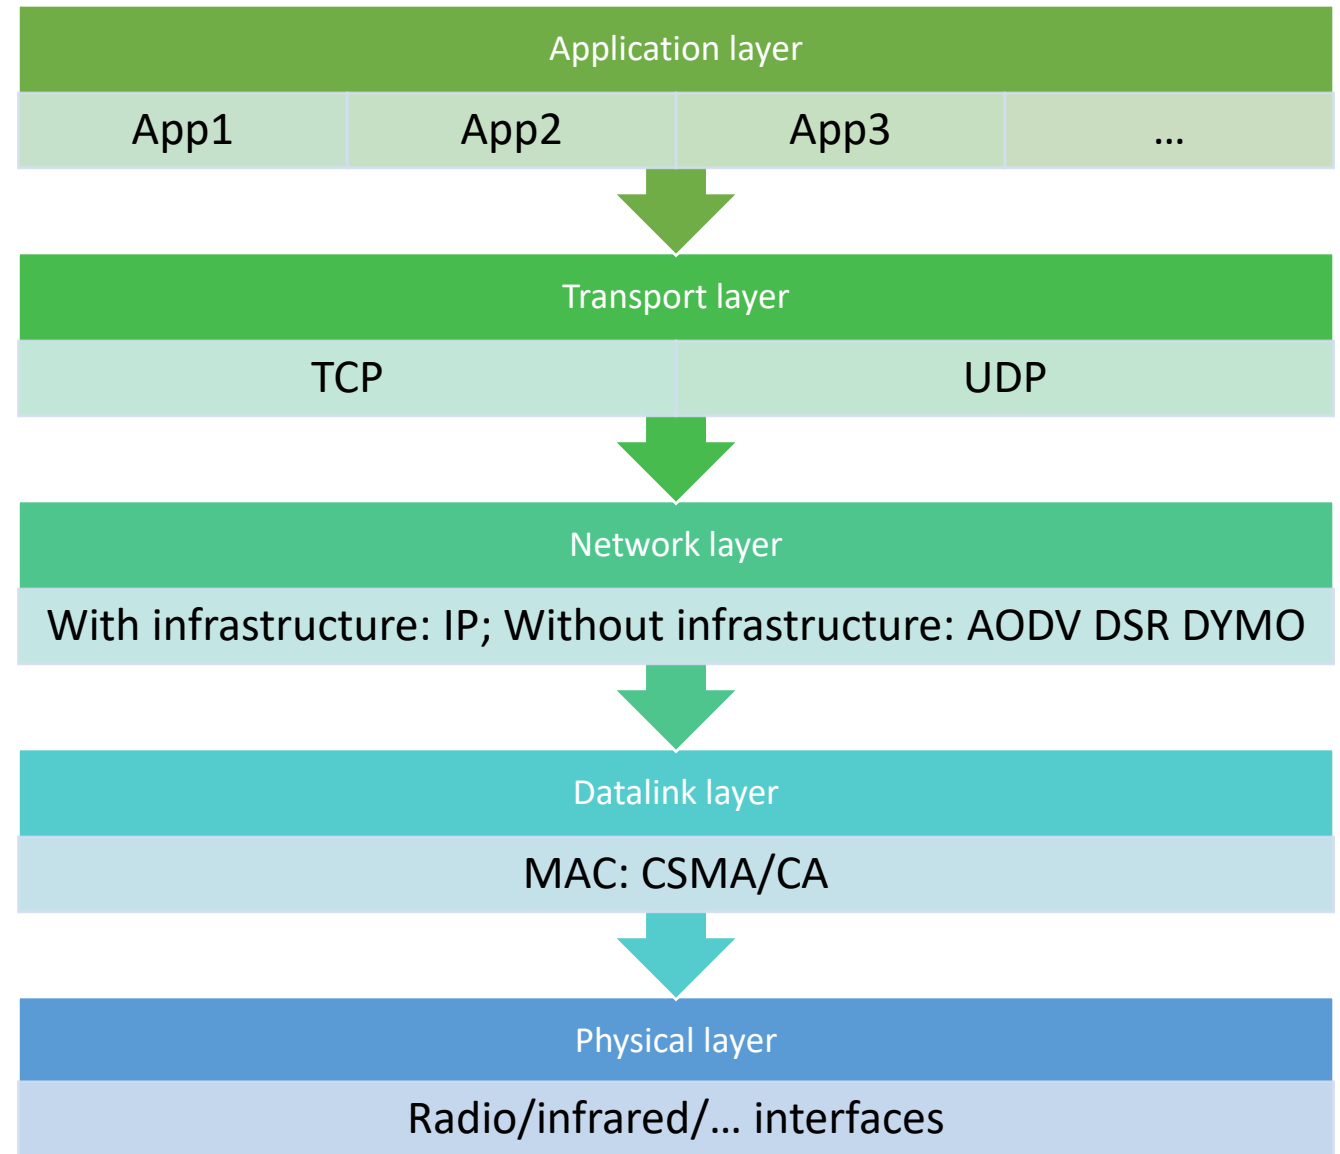 Application layer
App1 App2 App3 …
Transport layer
TCP UDP
Network layer
With infrastructure: IP; Without infrastructure: AODV DSR DYMO
Datalink layer
MAC: CSMA/CA
Physical layer
Radio/infrared/… interfaces